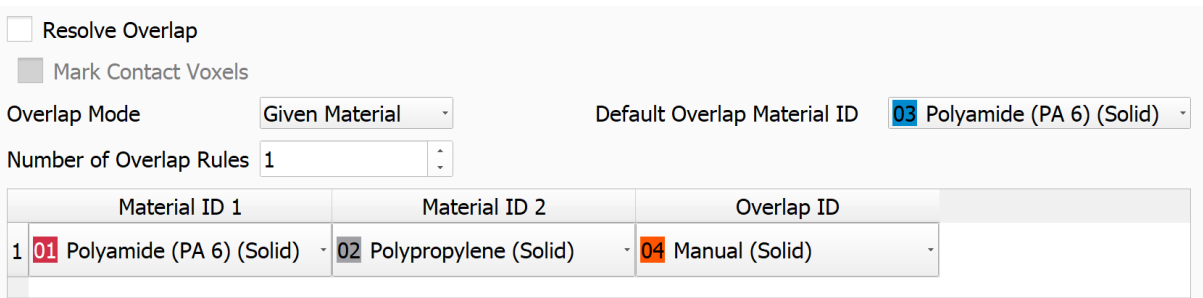 Resolve Overlap
Mark Contact Voxels
Overlap Mode Given Material Default Overlap Material ID 03 Polyamide (PA 6) (Solid)
Number of Overlap Rules 1
Material ID 1 Material ID 2 Overlap ID
1 01 Polyamide (PA 6) (Solid) 02 Polypropylene (Solid) 04 Manual (Solid)